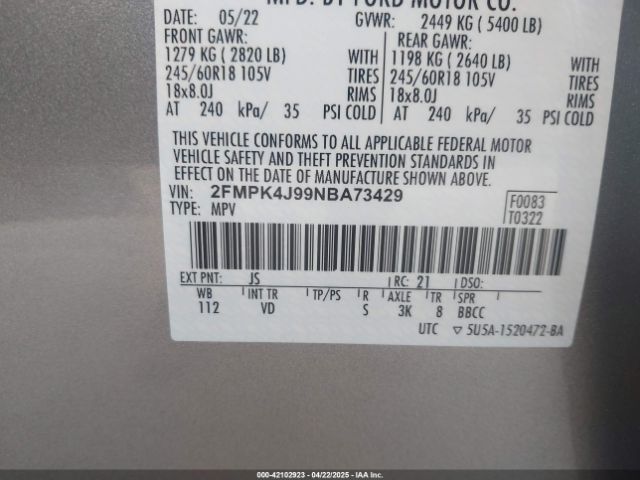 MFD. BY FORD MOTOR CO.
DATE: 05/22 GVWR: 2449 KG ( 5400 LB)
FRONT GAWR: REAR GAWR:
1279 KG ( 2820 LB) WITH 1198 KG ( 2640 LB) WITH
245/60R18 105V TIRES 245/60R18 105V TIRES
18x8.0J RIMS 18x8.0J RIMS
AT 240 kPa/ 35 PSI COLD AT 240 kPa/ 35 PSI COLD
THIS VEHICLE CONFORMS TO ALL APPLICABLE FEDERAL MOTOR
VEHICLE SAFETY AND THEFT PREVENTION STANDARDS IN
EFFECT ON THE DATE OF MANUFACTURE SHOWN ABOVE.
VIN: 2FMPK4J99NBA73429 F0083
TYPE: MPV T0322
EXT PNT: JS RC: 21 DSO:
WB INT TR TP/PS R AXLE TR SPR
112 VD S 3K 8 BBCC
UTC ▽ 5U5A-1520472-BA
000-42102923 - 04/22/2025 - IAAI, Inc.